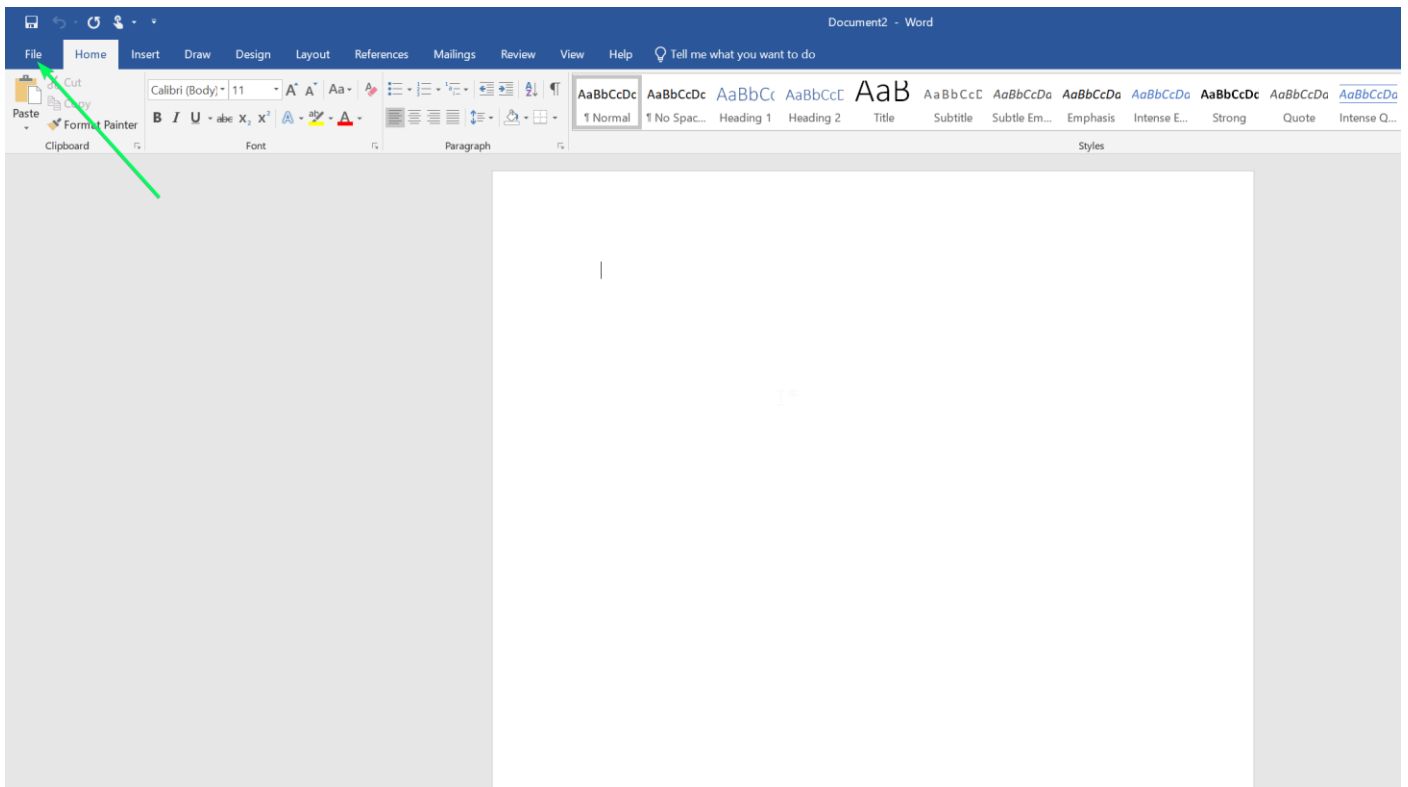 Document2 - Word
File Home Insert Draw Design Layout References Mailings Review View Help Tell me what you want to do
Cut
Copy
Paste
Format Painter
Clipboard
Calibri (Body) 11 A A Aa
B I U abc X₂ X² A aby A
Font
Paragraph
AaBbCcDc AaBbCcDc AaBbCc AaBbCcD AaB AaBbCcD AaBbCcDa AaBbCcDa AaBbCcDa AaBbCcDc AaBbCcDa AaBbCcDa
¶ Normal ¶ No Spac... Heading 1 Heading 2 Title Subtitle Subtle Em... Emphasis Intense E... Strong Quote Intense Q...
Styles